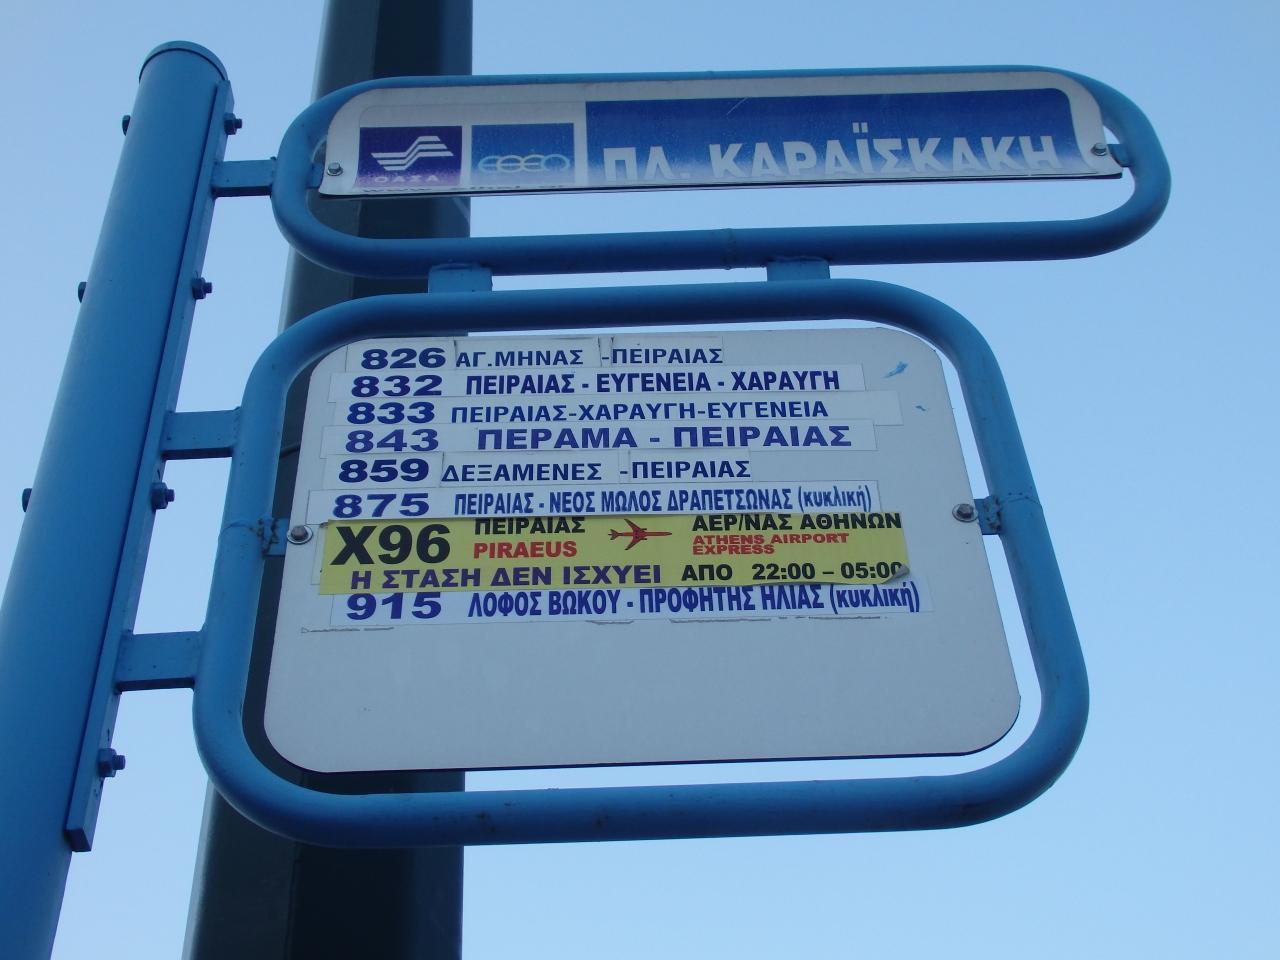 ΟΑΣΑ
εθελ
ΠΛ. ΚΑΡΑΪΣΚΑΚΗ
826 ΑΓ.ΜΗΝΑΣ -ΠΕΙΡΑΙΑΣ
832 ΠΕΙΡΑΙΑΣ - ΕΥΓΕΝΕΙΑ - ΧΑΡΑΥΓΗ
833 ΠΕΙΡΑΙΑΣ-ΧΑΡΑΥΓΗ-ΕΥΓΕΝΕΙΑ
843 ΠΕΡΑΜΑ - ΠΕΙΡΑΙΑΣ
859 ΔΕΞΑΜΕΝΕΣ -ΠΕΙΡΑΙΑΣ
875 ΠΕΙΡΑΙΑΣ - ΝΕΟΣ ΜΩΛΟΣ ΔΡΑΠΕΤΣΩΝΑΣ (κυκλική)
X96 ΠΕΙΡΑΙΑΣ ΑΕΡ/ΝΑΣ ΑΘΗΝΩΝ
PIRAEUS ATHENS AIRPORT
EXPRESS
Η ΣΤΑΣΗ ΔΕΝ ΙΣΧΥΕΙ ΑΠΟ 22:00 – 05:00
915 ΛΟΦΟΣ ΒΩΚΟΥ - ΠΡΟΦΗΤΗΣ ΗΛΙΑΣ (κυκλική)